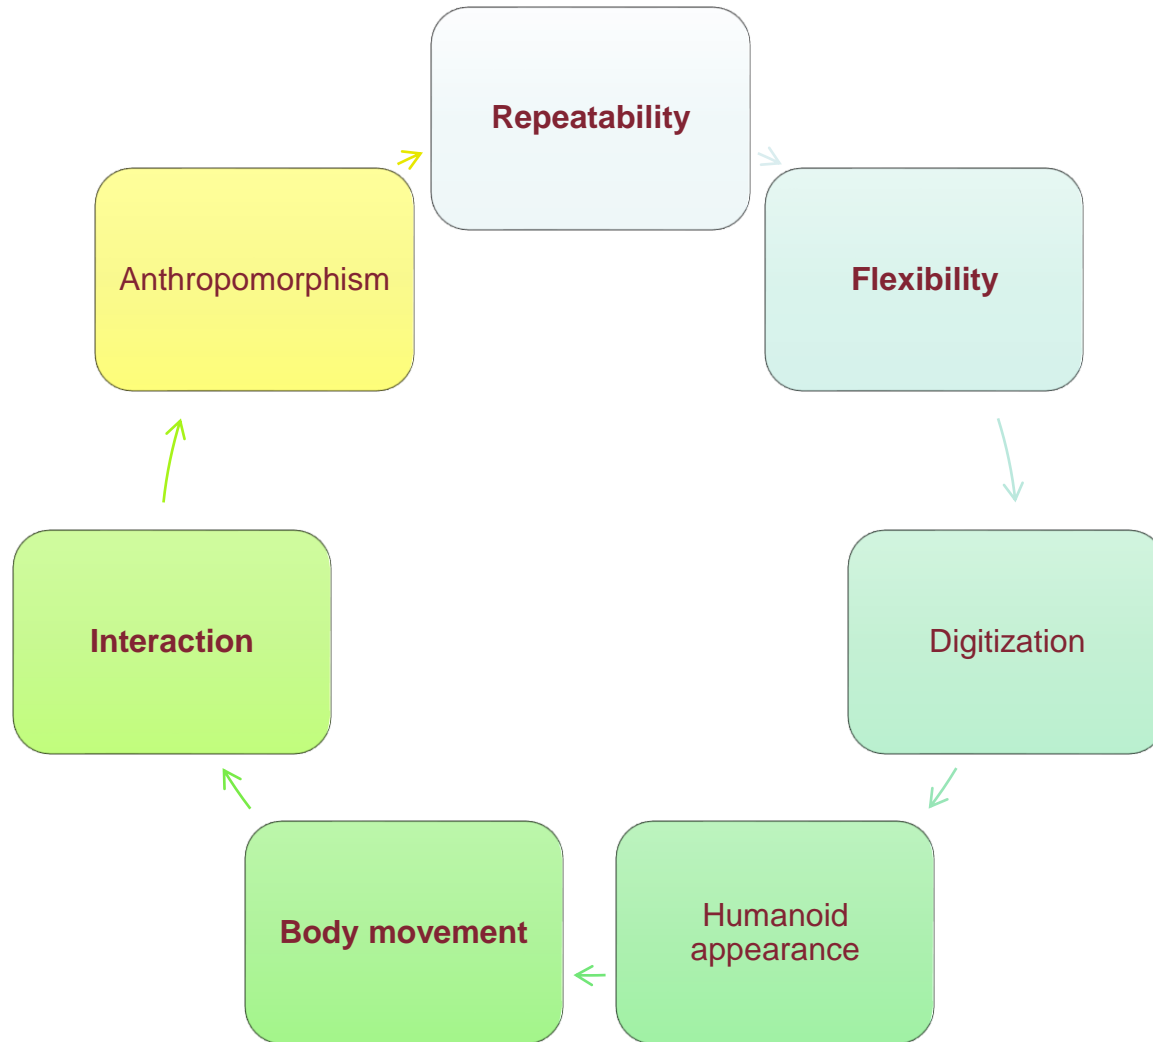 Repeatability
Flexibility
Digitization
Humanoid
appearance
Body movement
Interaction
Anthropomorphism